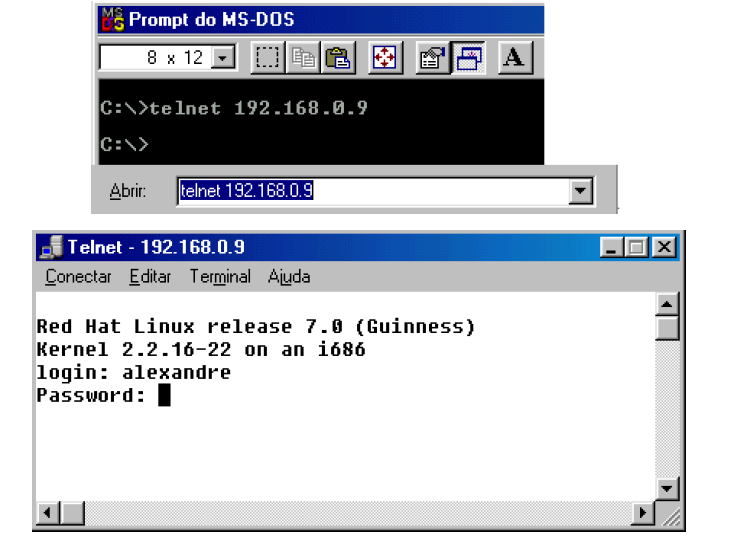 MS DOS Prompt do MS-DOS
8 x 12 A
C:\>telnet 192.168.0.9
C:\>
Abrir: telnet 192.168.0.9
Telnet - 192.168.0.9
Conectar Editar Terminal Ajuda
Red Hat Linux release 7.0 (Guinness)
Kernel 2.2.16-22 on an i686
login: alexandre
Password: